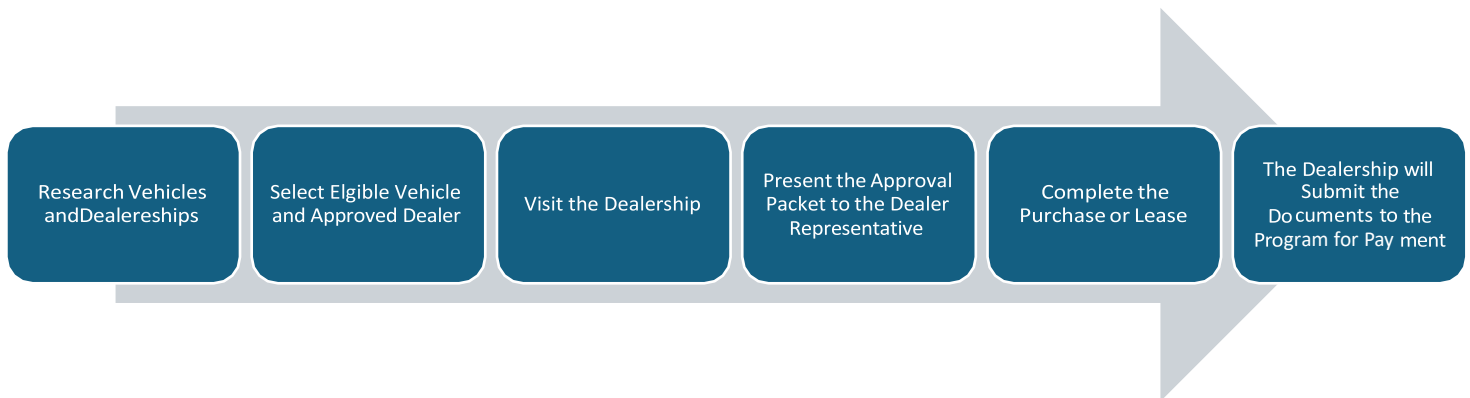 Research Vehicles
andDealereships
Select Elgible Vehicle
and Approved Dealer
Visit the Dealership
Present the Approval
Packet to the Dealer
Representative
Complete the
Purchase or Lease
The Dealership will
Submit the
Do cuments to the
Program for Pay ment